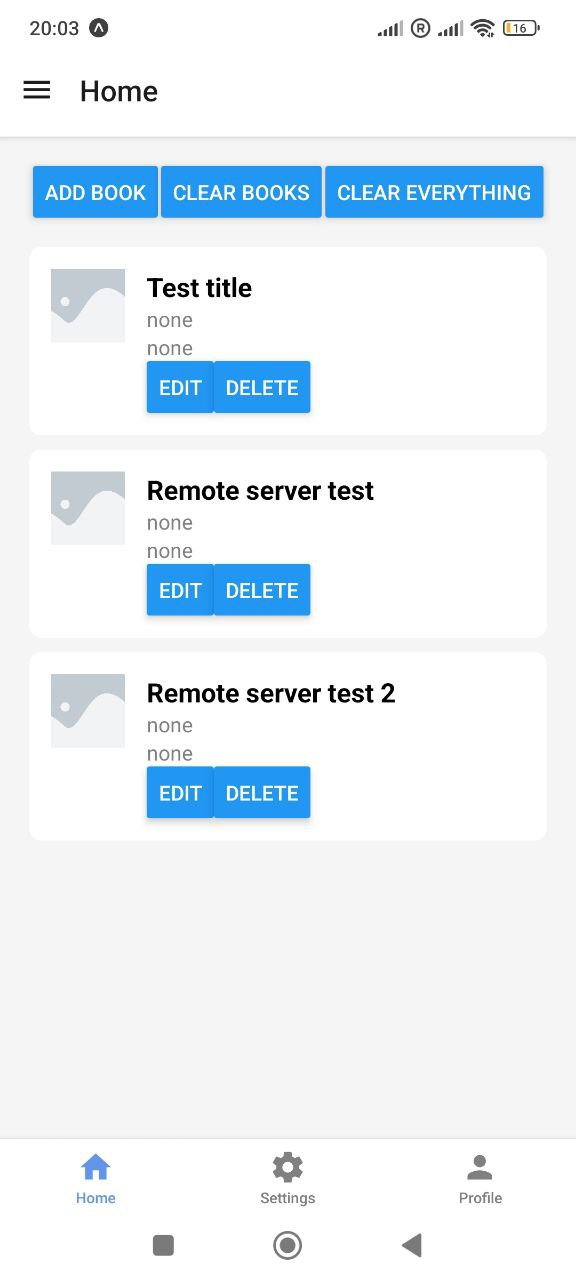 20:03
R
16
Home
ADD BOOK CLEAR BOOKS CLEAR EVERYTHING
Test title
none
none
EDIT DELETE
Remote server test
none
none
EDIT DELETE
Remote server test 2
none
none
EDIT DELETE
Home Settings Profile